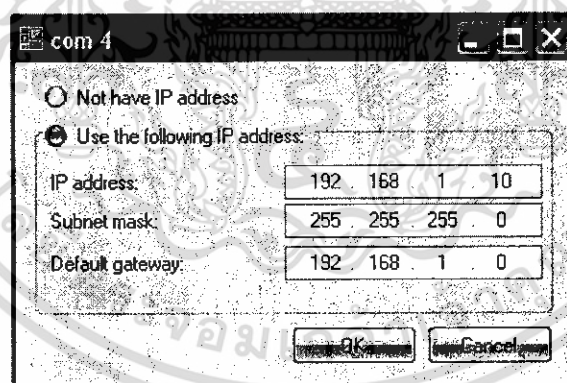 com 4
Not have IP address
Use the following IP address:
IP address: 192 . 168 . 1 . 10
Subnet mask: 255 . 255 . 255 . 0
Default gateway: 192 . 168 . 1 . 0
OK Cancel